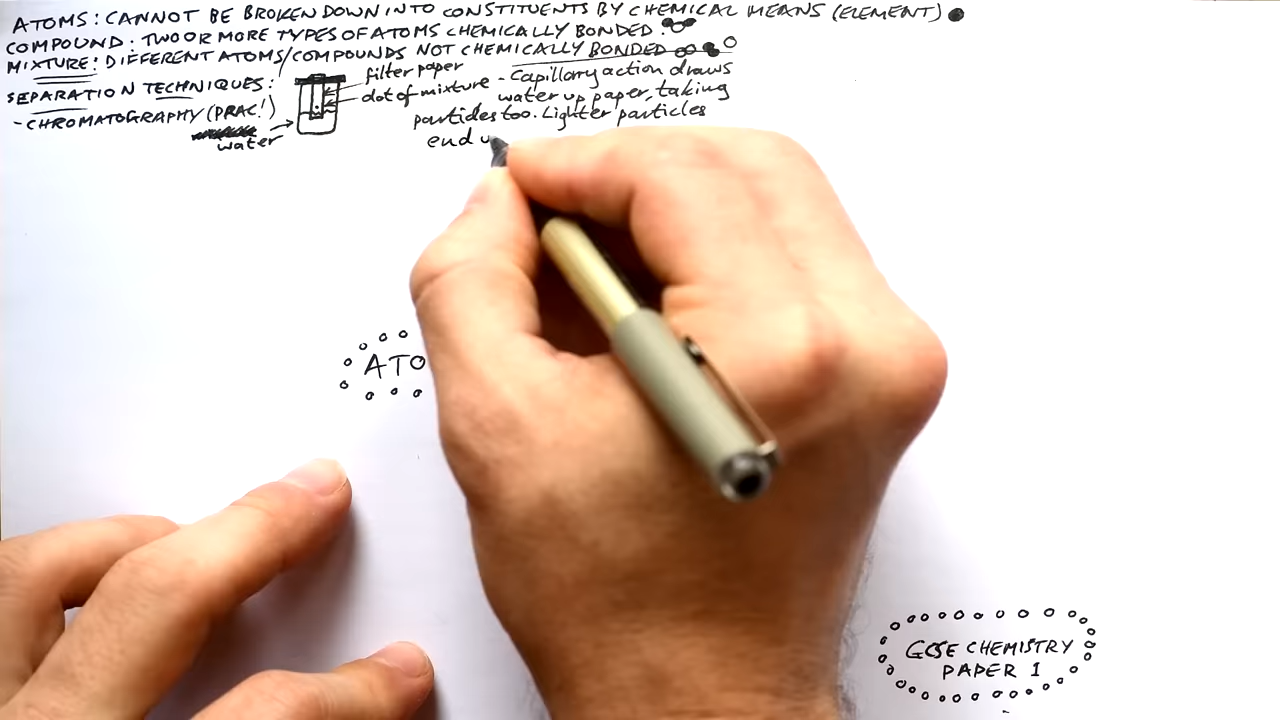 ATOMS: CANNOT BE BROKEN DOWN INTO CONSTITUENTS BY CHEMICAL MEANS (ELEMENT)
COMPOUND: TWO OR MORE TYPES OF ATOMS CHEMICALLY BONDED.
MIXTURE: DIFFERENT ATOMS/COMPOUNDS NOT CHEMICALLY BONDED
SEPARATION TECHNIQUES:
- CHROMATOGRAPHY (PRAC!)
water
filter paper
dot of mixture
- Capillary action draws
water up paper, taking
particles too. Lighter particles
end u
ATO
GCSE CHEMISTRY
PAPER 1